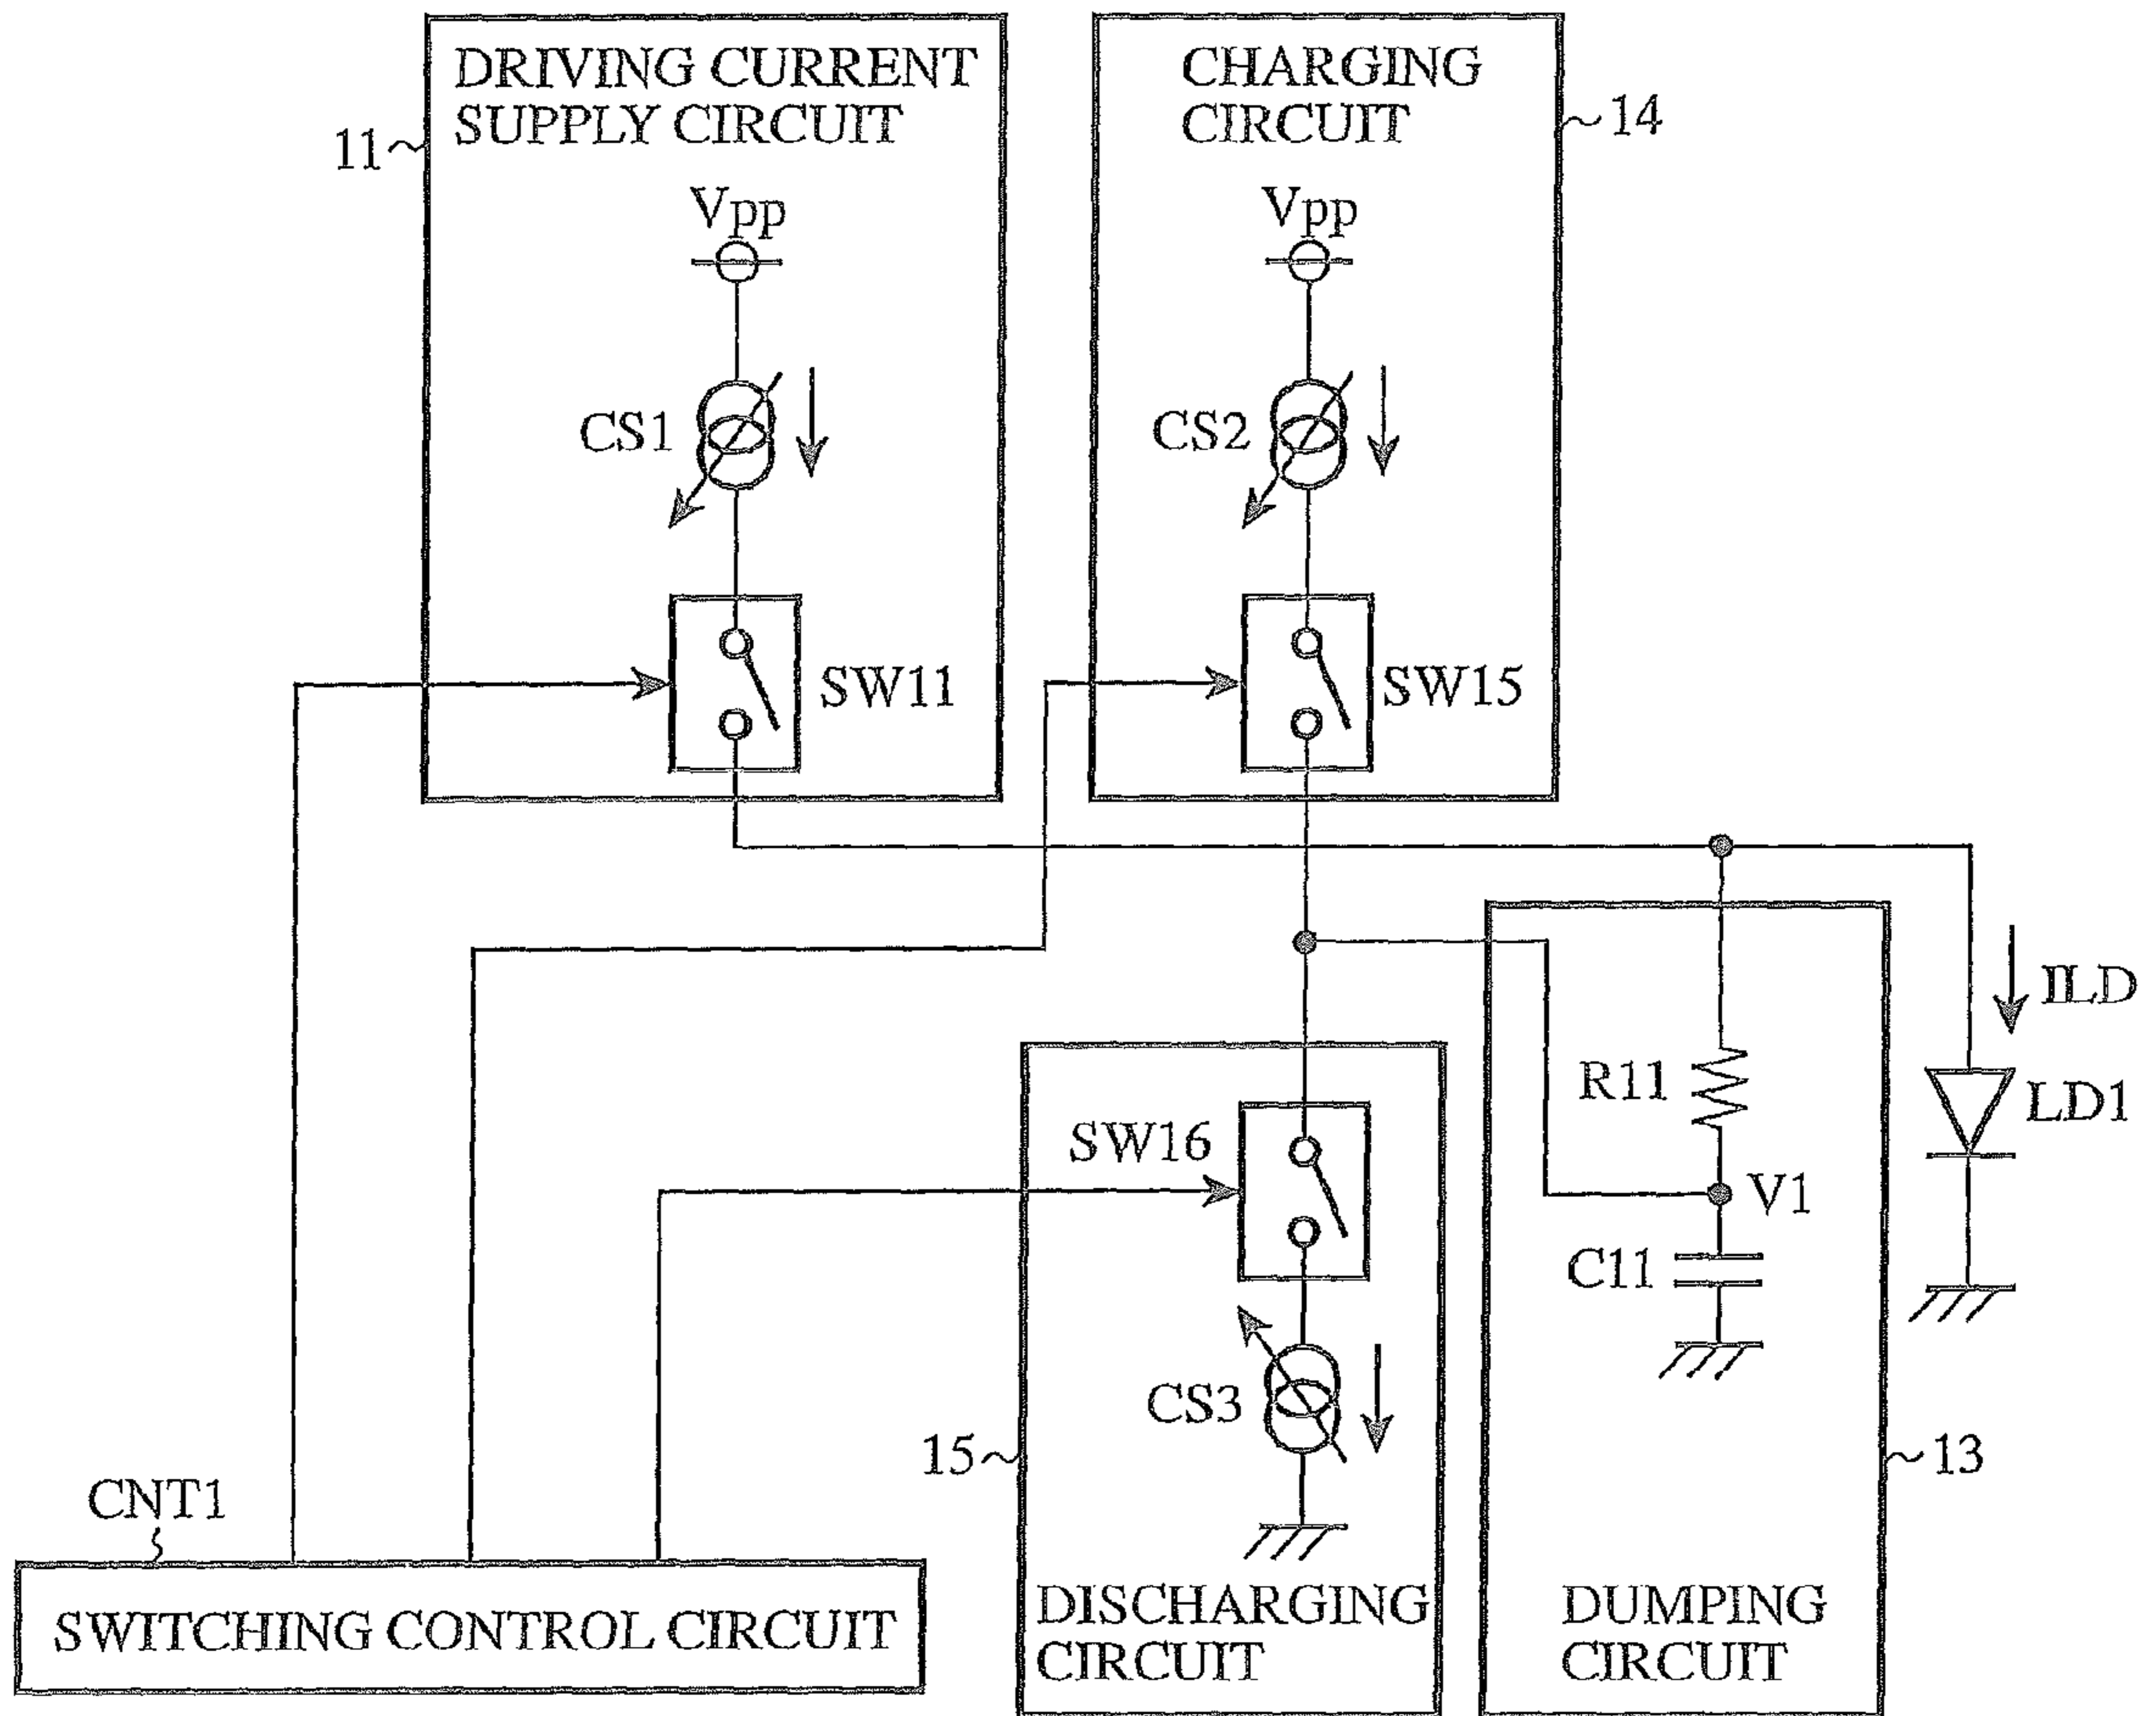 DRIVING CURRENT
SUPPLY CIRCUIT
CHARGING
CIRCUIT
11
14
Vpp
Vpp
CS1
CS2
SW11
SW15
ILD
R11
LD1
SW16
V1
C11
CS3
15
13
CNT1
SWITCHING CONTROL CIRCUIT
DISCHARGING
CIRCUIT
DUMPING
CIRCUIT